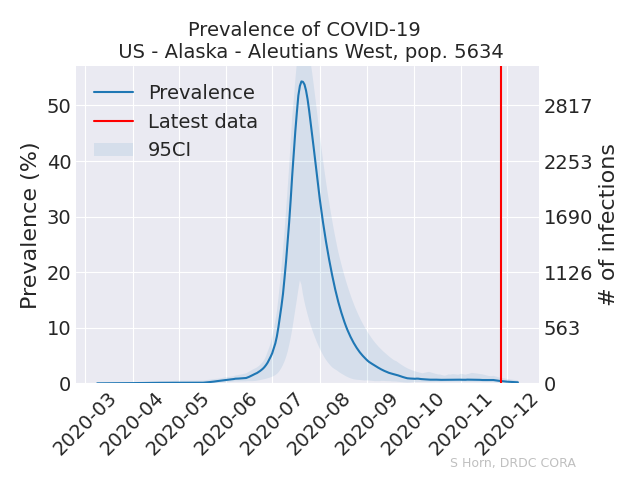 Prevalence of COVID-19
US - Alaska - Aleutians West, pop. 5634
Prevalence
Latest data
95CI
Prevalence (%)
50
40
30
20
10
0
2817
2253
1690
1126
563
0
# of infections
2020-03
2020-04
2020-05
2020-06
2020-07
2020-08
2020-09
2020-10
2020-11
2020-12
S Horn, DRDC CORA